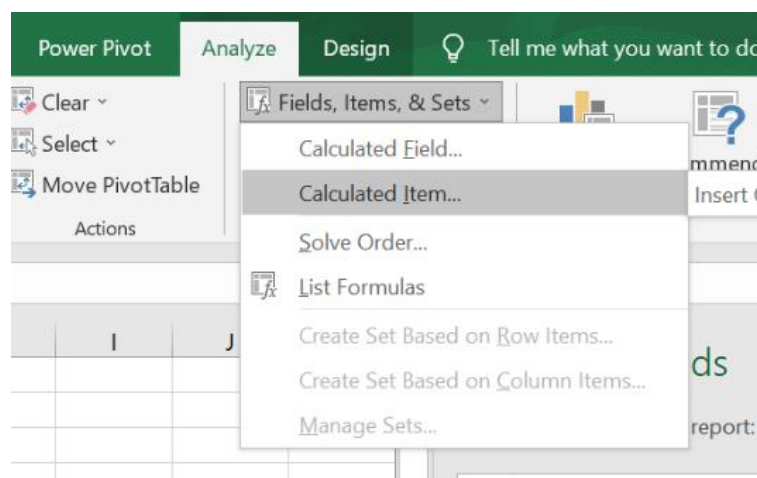 Power Pivot Analyze Design Tell me what you want to do
Clear
Select
Move PivotTable
Actions
Fields, Items, & Sets
Calculated Field...
Calculated Item...
Solve Order...
List Formulas
Create Set Based on Row Items...
Create Set Based on Column Items...
Manage Sets...
Insert
I J
report: